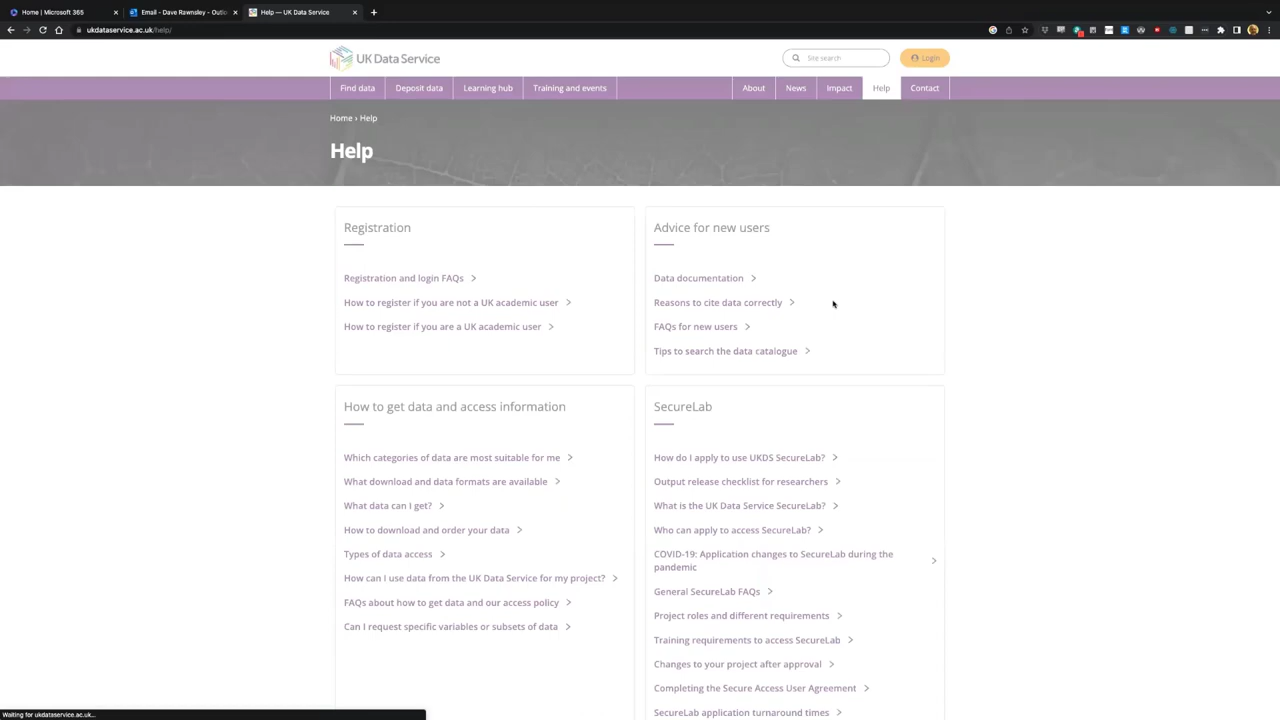 Home | Microsoft 365
Email - Dave Rawnsley - Outlo
Help — UK Data Service
ukdataservice.ac.uk/help/
UK Data Service
Site search
Login
Find data
Deposit data
Learning hub
Training and events
About
News
Impact
Help
Contact
Home › Help
Help
Registration
Registration and login FAQs
How to register if you are not a UK academic user
How to register if you are a UK academic user
Advice for new users
Data documentation
Reasons to cite data correctly
FAQs for new users
Tips to search the data catalogue
How to get data and access information
Which categories of data are most suitable for me
What download and data formats are available
What data can I get?
How to download and order your data
Types of data access
How can I use data from the UK Data Service for my project?
FAQs about how to get data and our access policy
Can I request specific variables or subsets of data
SecureLab
How do I apply to use UKDS SecureLab?
Output release checklist for researchers
What is the UK Data Service SecureLab?
Who can apply to access SecureLab?
COVID-19: Application changes to SecureLab during the
pandemic
General SecureLab FAQs
Project roles and different requirements
Training requirements to access SecureLab
Changes to your project after approval
Completing the Secure Access User Agreement
SecureLab application turnaround times
Waiting for ukdataservice.ac.uk...